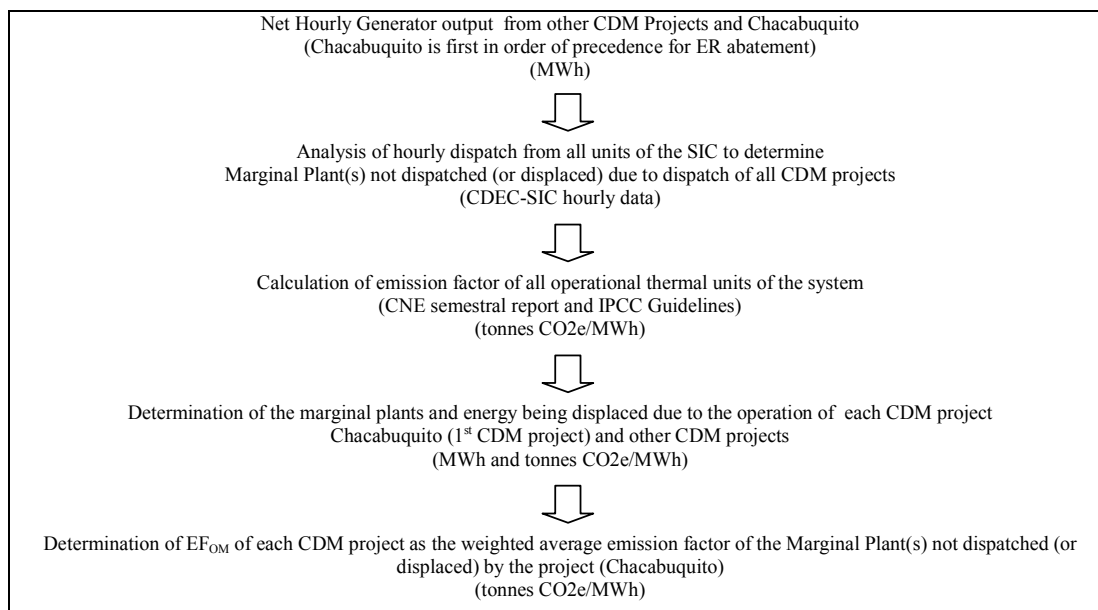 Net Hourly Generator output from other CDM Projects and Chacabuquito
(Chacabuquito is first in order of precedence for ER abatement)
(MWh)
Analysis of hourly dispatch from all units of the SIC to determine
Marginal Plant(s) not dispatched (or displaced) due to dispatch of all CDM projects
(CDEC-SIC hourly data)
Calculation of emission factor of all operational thermal units of the system
(CNE semestral report and IPCC Guidelines)
(tonnes CO2e/MWh)
Determination of the marginal plants and energy being displaced due to the operation of each CDM project
Chacabuquito (1st CDM project) and other CDM projects
(MWh and tonnes CO2e/MWh)
Determination of EFOM of each CDM project as the weighted average emission factor of the Marginal Plant(s) not dispatched (or
displaced) by the project (Chacabuquito)
(tonnes CO2e/MWh)